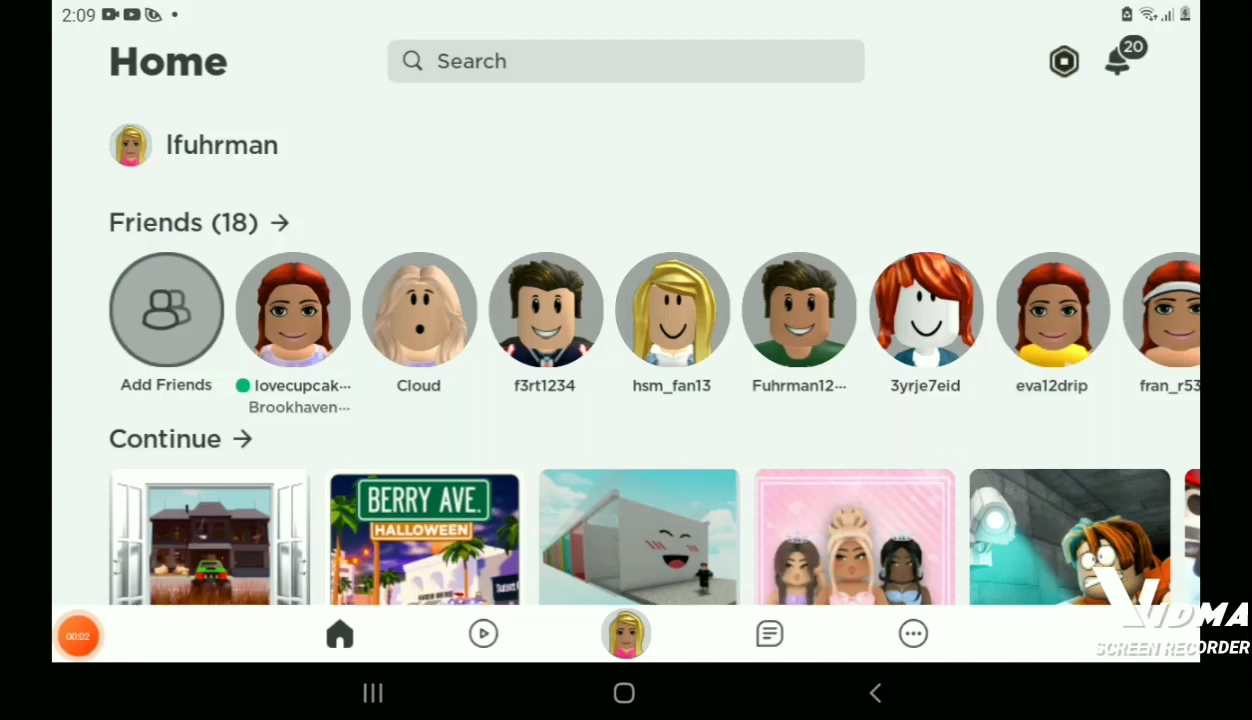 2:09
Home
Search
20
lfuhrman
Friends (18) →
Add Friends
lovecupcak···
Brookhaven···
Cloud
f3rt1234
hsm_fan13
Fuhrman12···
3yrje7eid
eva12drip
fran_r53
Continue →
BERRY AVE.
HALLOWEEN
00:02
VIDMA
SCREEN RECORDER